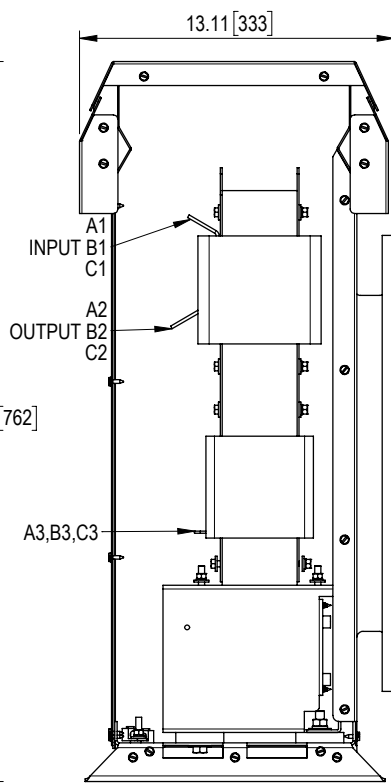 13.11[333]
A1
INPUT B1
C1
A2
OUTPUT B2
C2
762]
A3,B3,C3